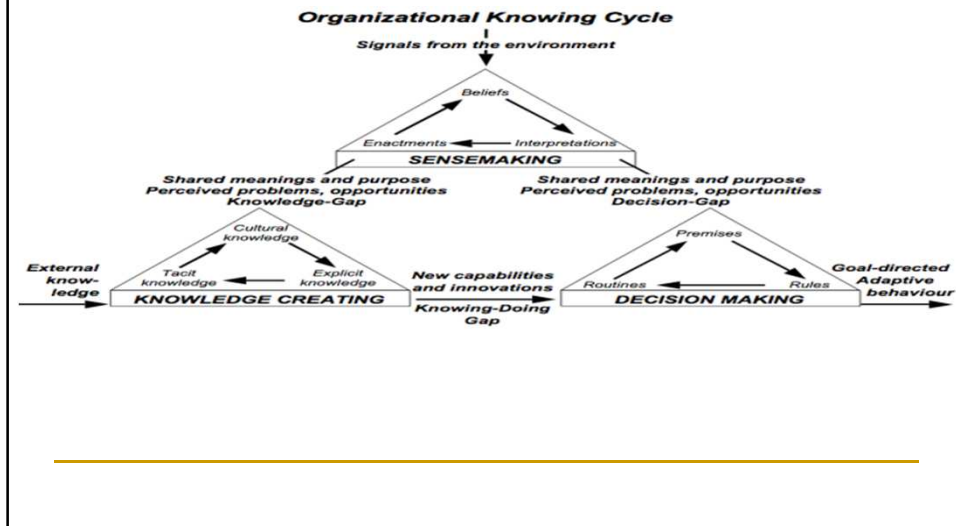 Organizational Knowing Cycle
Signals from the environment
Beliefs
Enactments
Interpretations
SENSEMAKING
Shared meanings and purpose
Perceived problems, opportunities
Knowledge-Gap
Shared meanings and purpose
Perceived problems, opportunities
Decision-Gap
Cultural
knowledge
Tacit
knowledge
Explicit
knowledge
KNOWLEDGE CREATING
External
know-
ledge
New capabilities
and innovations
Knowing-Doing
Gap
Premises
Routines
Rules
DECISION MAKING
Goal-directed
Adaptive
behaviour